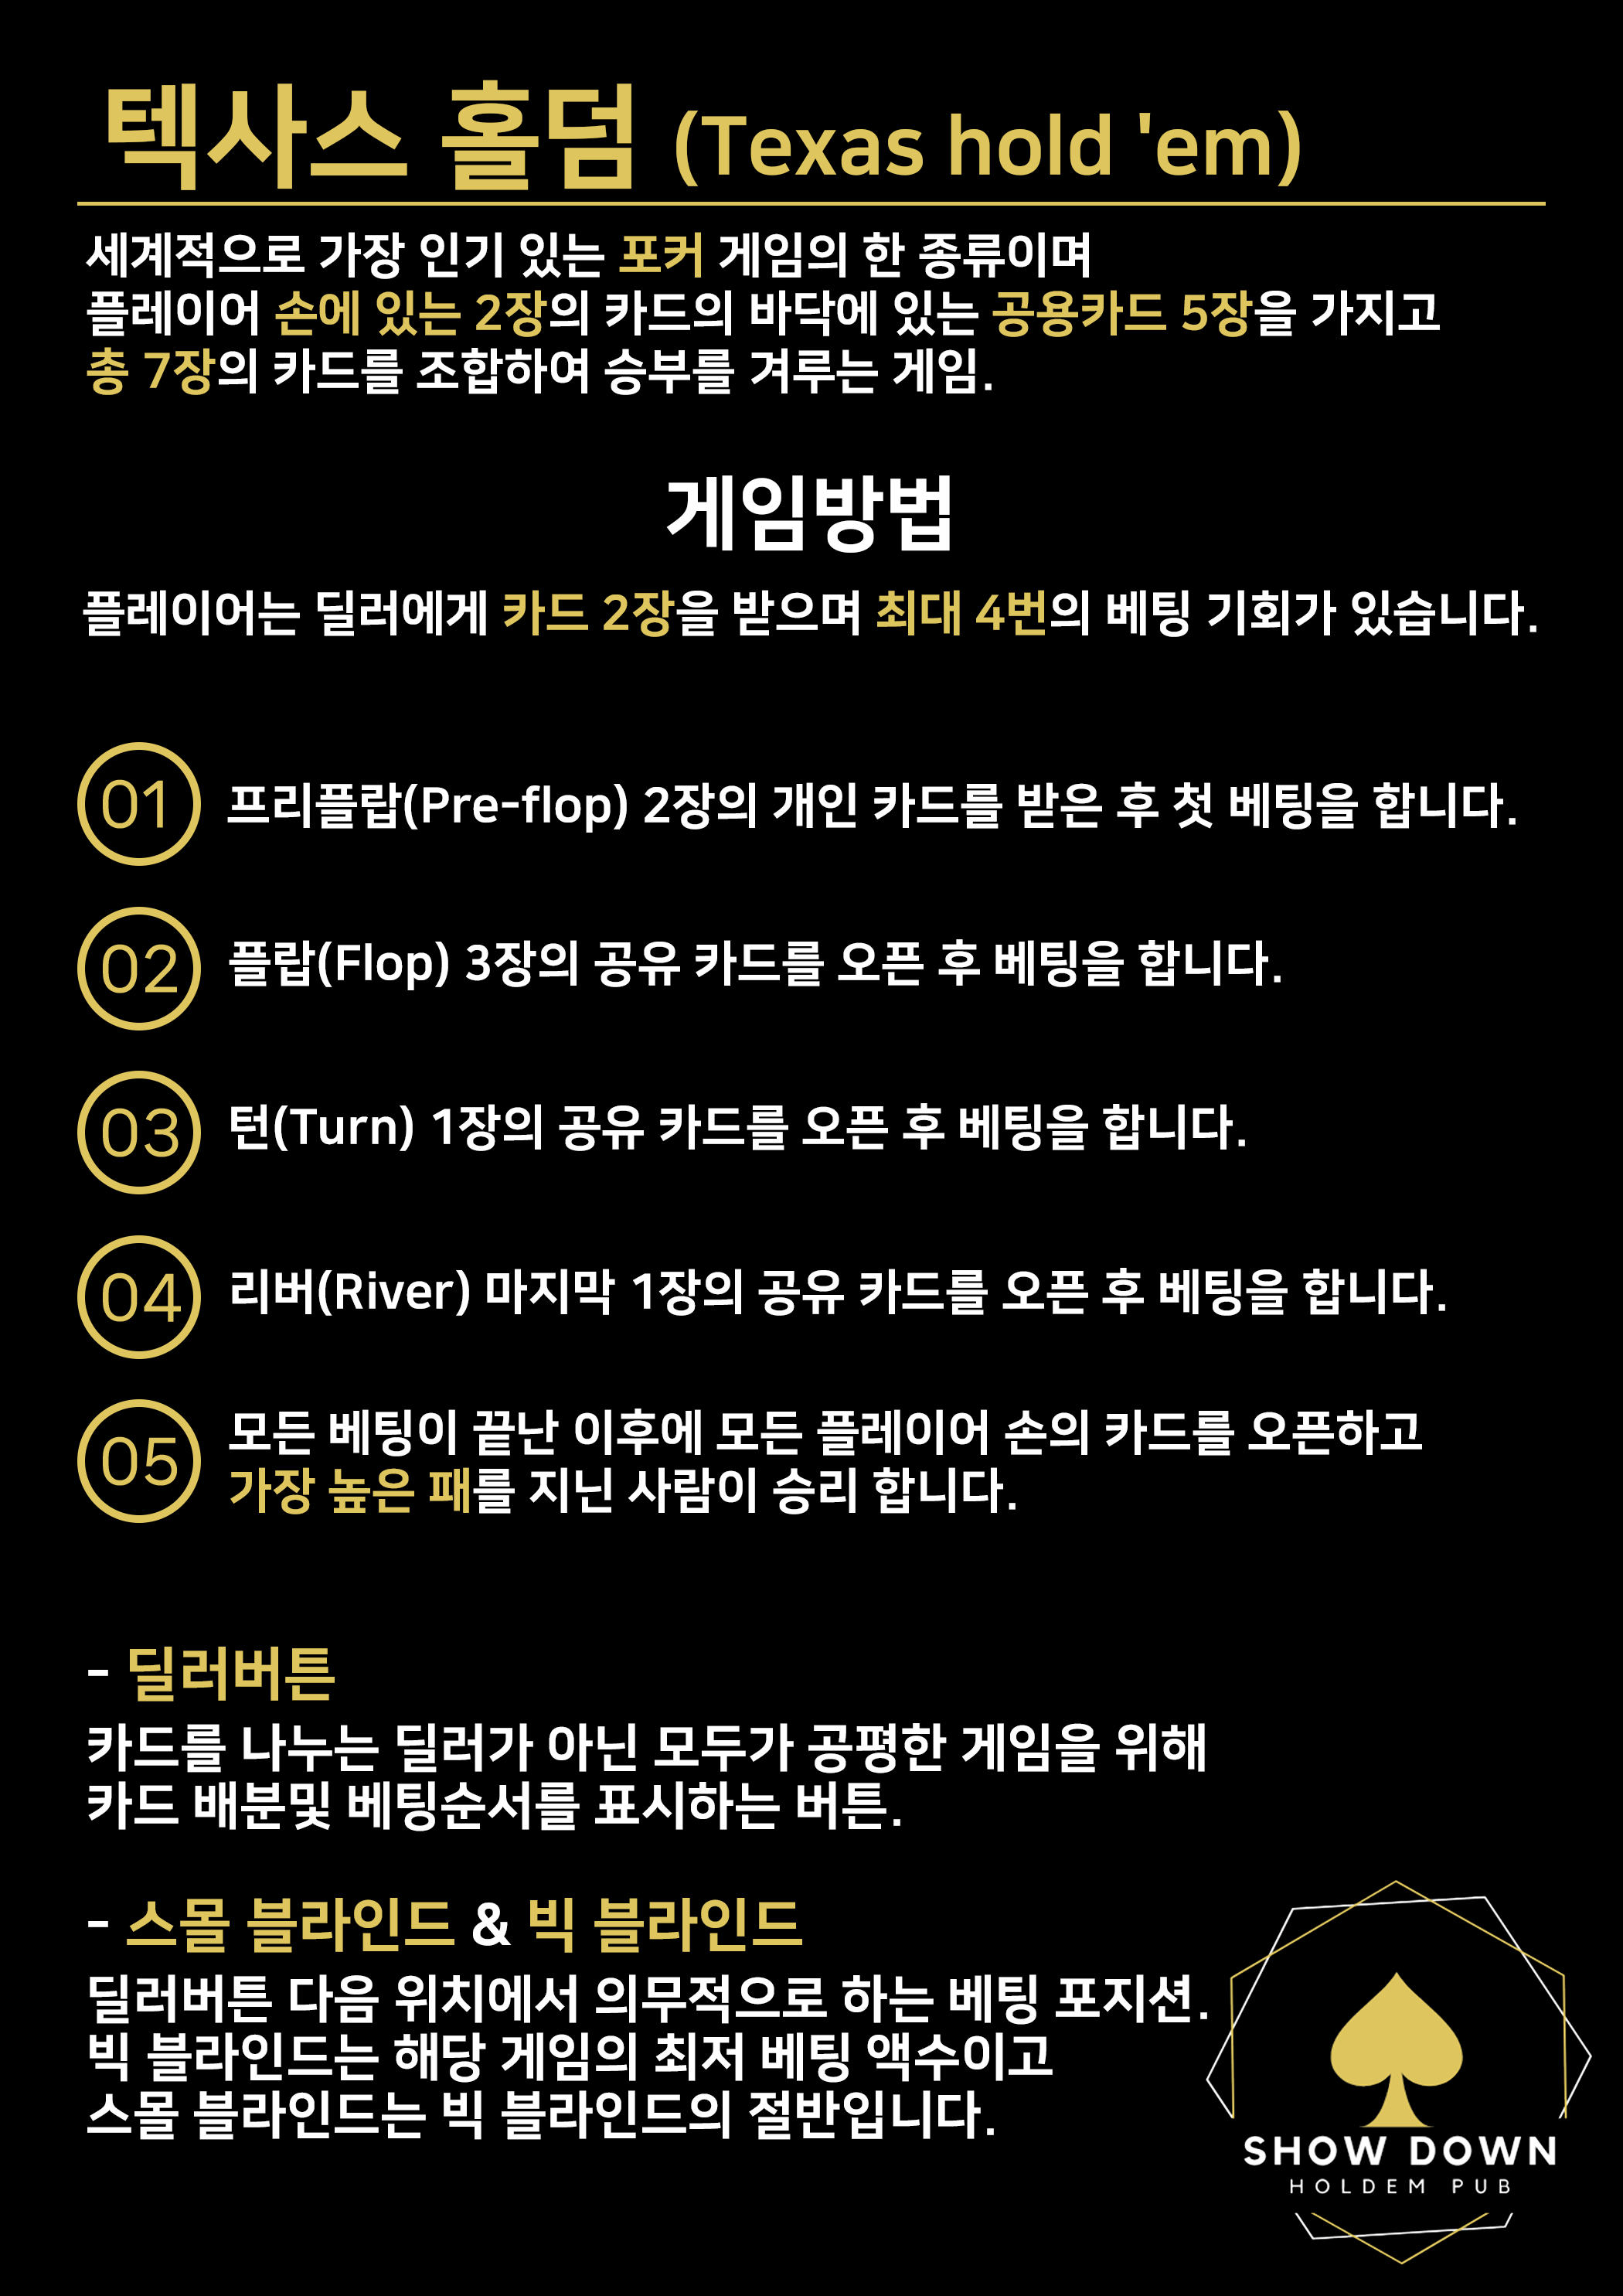 텍사스 홀덤 (Texas hold 'em)
세계적으로 가장 인기 있는 포커 게임의 한 종류이며
플레이어 손에 있는 2장의 카드의 바닥에 있는 공용카드 5장을 가지고
총 7장의 카드를 조합하여 승부를 겨루는 게임.
게임방법
플레이어는 딜러에게 카드 2장을 받으며 최대 4번의 베팅 기회가 있습니다.
01 프리플랍(Pre-flop) 2장의 개인 카드를 받은 후 첫 베팅을 합니다.
02 플랍(Flop) 3장의 공유 카드를 오픈 후 베팅을 합니다.
03 턴(Turn) 1장의 공유 카드를 오픈 후 베팅을 합니다.
04 리버(River) 마지막 1장의 공유 카드를 오픈 후 베팅을 합니다.
05 모든 베팅이 끝난 이후에 모든 플레이어 손의 카드를 오픈하고
가장 높은 패를 지닌 사람이 승리 합니다.
- 딜러버튼
카드를 나누는 딜러가 아닌 모두가 공평한 게임을 위해
카드 배분및 베팅순서를 표시하는 버튼.
- 스몰 블라인드 & 빅 블라인드
딜러버튼 다음 위치에서 의무적으로 하는 베팅 포지션.
빅 블라인드는 해당 게임의 최저 베팅 액수이고
스몰 블라인드는 빅 블라인드의 절반입니다.
SHOW DOWN
HOLDEM PUB